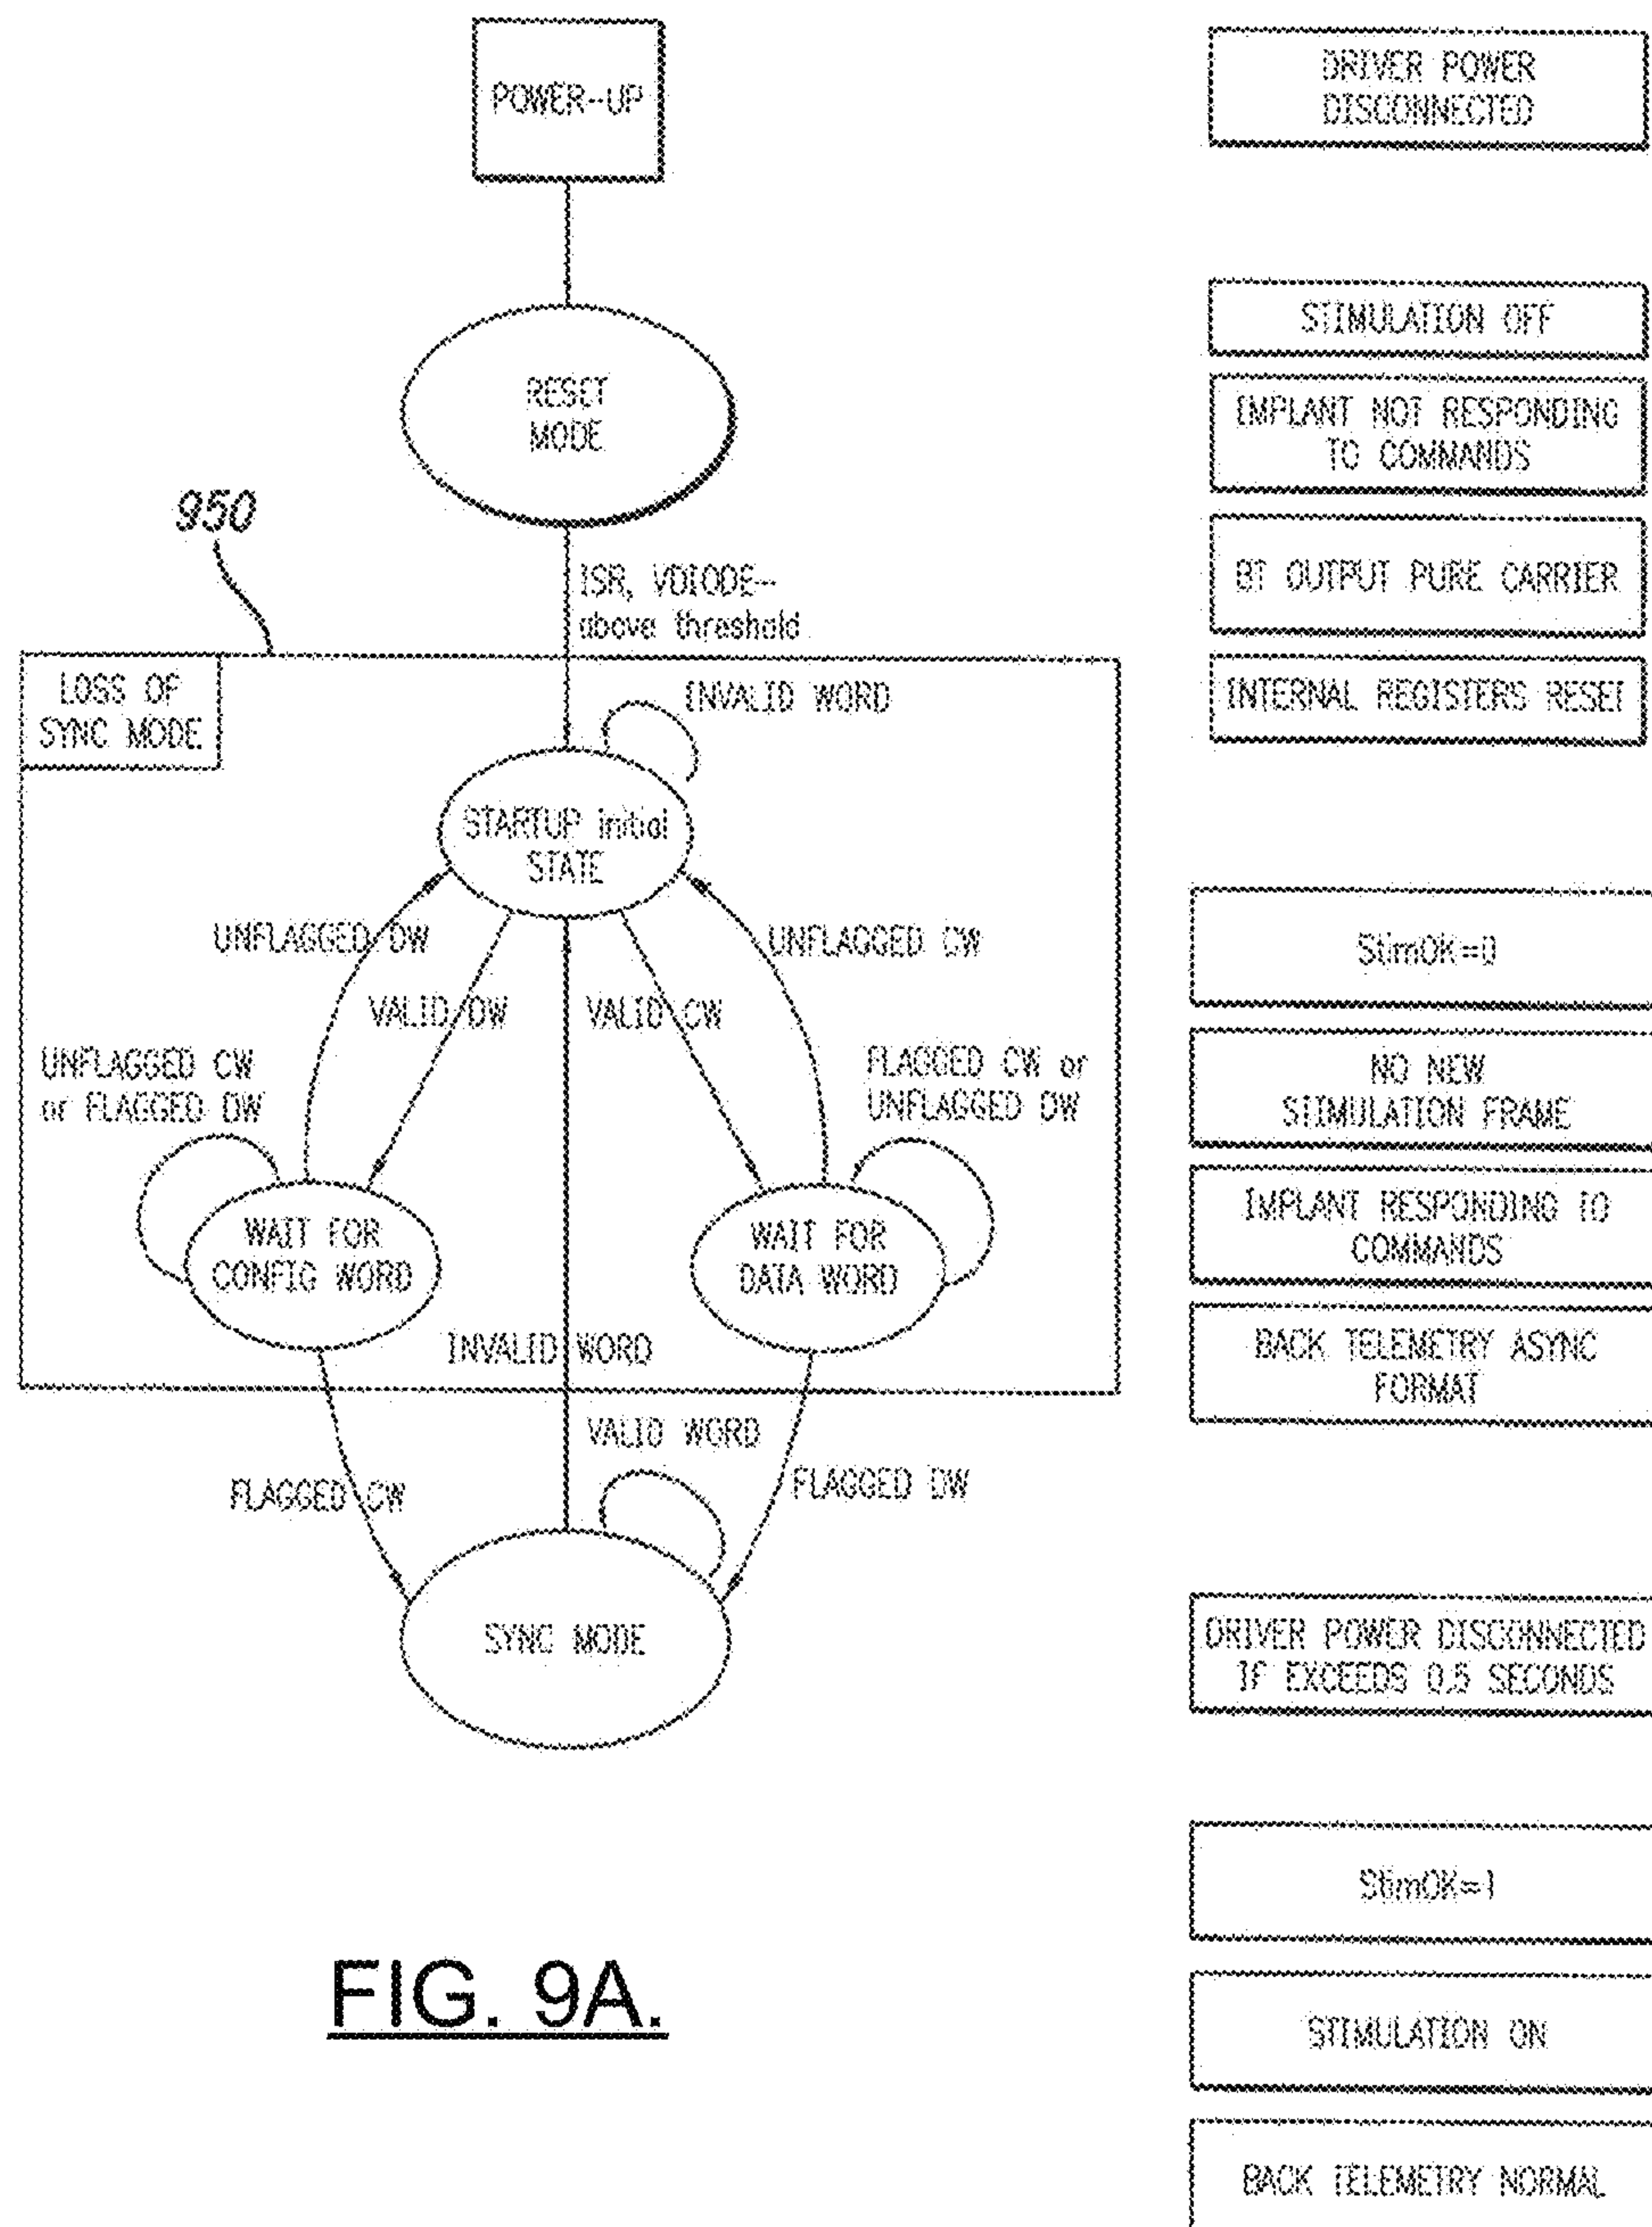 POWER--UP
DRIVER POWER
DISCONNECTED
STIMULATION OFF
RESET
MODE
IMPLANT NOT RESPONDING
TO COMMANDS
950
BT OUTPUT PURE CARRIER
ISR, VDIODE--
above threshold
INTERNAL REGISTERS RESET
LOSS OF
SYNC MODE
INVALID WORD
STARTUP initial
STATE
UNFLAGGED DW
UNFLAGGED CW
StimOK=0
VALID DW
VALID CW
UNFLAGGED CW
or FLAGGED DW
FLAGGED CW or
UNFLAGGED DW
NO NEW
STIMULATION FRAME
WAIT FOR
CONFIG WORD
WAIT FOR
DATA WORD
IMPLANT RESPONDING TO
COMMANDS
INVALID WORD
BACK TELEMETRY ASYNC
FORMAT
VALID WORD
FLAGGED CW
FLAGGED DW
SYNC MODE
DRIVER POWER DISCONNECTED
IF EXCEEDS 0.5 SECONDS
StimOK=1
FIG. 9A.
STIMULATION ON
BACK TELEMETRY NORMAL